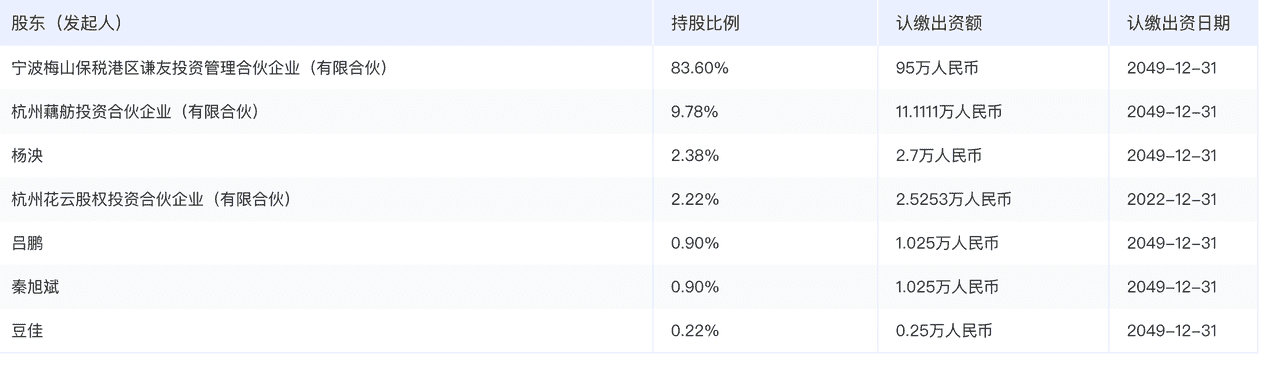 股东（发起人） 持股比例 认缴出资额 认缴出资日期
宁波梅山保税港区谦友投资管理合伙企业（有限合伙） 83.60% 95万人民币 2049-12-31
杭州藕舫投资合伙企业（有限合伙） 9.78% 11.1111万人民币 2049-12-31
杨泱 2.38% 2.7万人民币 2049-12-31
杭州花云股权投资合伙企业（有限合伙） 2.22% 2.5253万人民币 2022-12-31
吕鹏 0.90% 1.025万人民币 2049-12-31
秦旭斌 0.90% 1.025万人民币 2049-12-31
豆佳 0.22% 0.25万人民币 2049-12-31